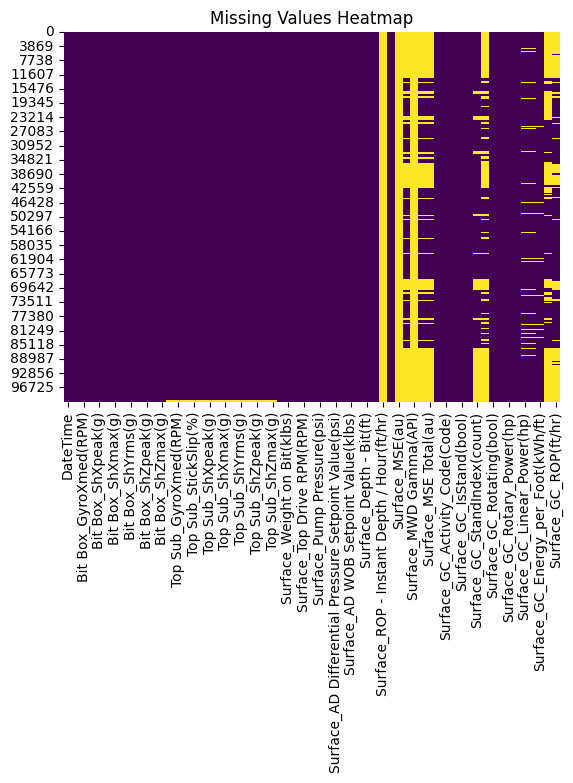 Missing Values Heatmap
0
3869
7738
11607
15476
19345
23214
27083
30952
34821
38690
42559
46428
50297
54166
58035
61904
65773
69642
73511
77380
81249
85118
88987
92856
96725
DateTime
Bit Box_GyroXmed(RPM)
Bit Box_ShXpeak(g)
Bit Box_ShXmax(g)
Bit Box_ShYrms(g)
Bit Box_ShZpeak(g)
Bit Box_ShZmax(g)
Top Sub_GyroXmed(RPM
Top Sub_StickSlip(%
Top Sub_ShXpeak(g)
Top Sub_ShXmax(g)
Top Sub_ShYrms(g)
Top Sub_ShZpeak(g)
Top Sub_ShZmax(g)
Surface_Weight on Bit(klbs)
Surface_Top Drive RPM(RPM
Surface_Pump Pressure(psi)
Surface_AD Differential Pressure Setpoint Value(psi)
Surface_AD WOB Setpoint Value(klbs)
Surface_Depth - Bit(ft)
Surface_ROP - Instant Depth / Hour(ft/hr)
Surface_MSE(au)
Surface_MWD Gamma(API)
Surface_MSE Total(au)
Surface_GC_Activity_Code(Code)
Surface_GC_IsStand(bool)
Surface_GC_StandIndex(count)
Surface_GC_Rotating(bool)
Surface_GC_Rotary_Power(hp)
Surface_GC_Linear_Power(hp)
Surface_GC_Energy_per_Foot(kWh/ft)
Surface_GC_ROP(ft/hr)